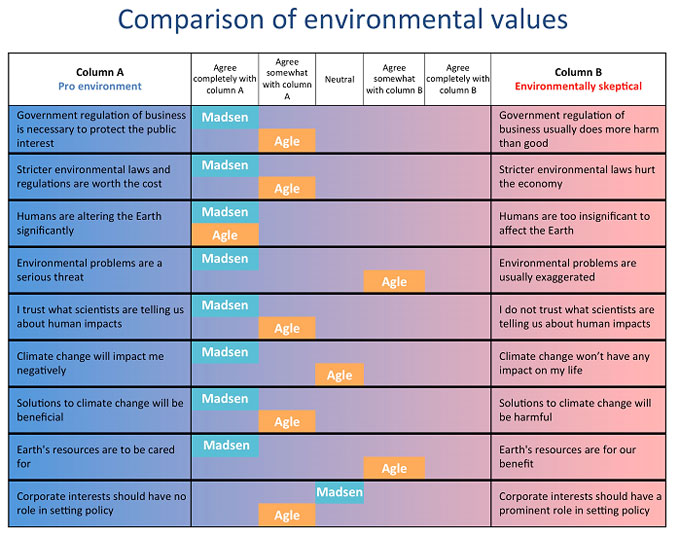 Comparison of environmental values
Column A
Pro environment
Agree
completely with
column A
Agree
somewhat
with column
A
Neutral
Agree
somewhat
with column B
Agree
completely with
column B
Column B
Environmentally skeptical
Government regulation of business
is necessary to protect the public
interest
Madsen
Agle
Government regulation of
business usually does more harm
than good
Stricter environmental laws and
regulations are worth the cost
Madsen
Agle
Stricter environmental laws hurt
the economy
Humans are altering the Earth
significantly
Madsen
Agle
Humans are too insignificant to
affect the Earth
Environmental problems are a
serious threat
Madsen
Agle
Environmental problems are
usually exaggerated
I trust what scientists are telling us
about human impacts
Madsen
Agle
I do not trust what scientists are
telling us about human impacts
Climate change will impact me
negatively
Madsen
Agle
Climate change won't have any
impact on my life
Solutions to climate change will be
beneficial
Madsen
Agle
Solutions to climate change will
be harmful
Earth's resources are to be cared
for
Madsen
Agle
Earth's resources are for our
benefit
Corporate interests should have no
role in setting policy
Madsen
Agle
Corporate interests should have a
prominent role in setting policy